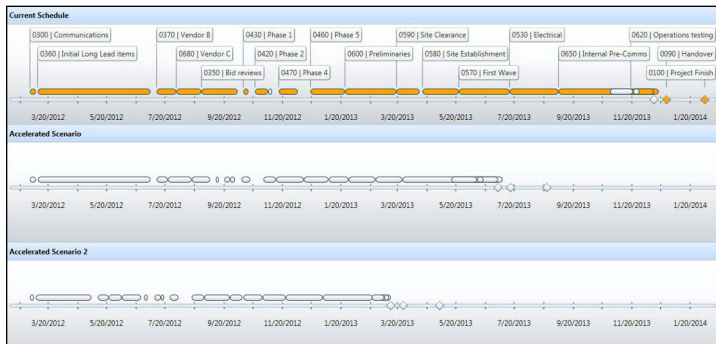 Current Schedule
0300 | Communications
0370 | Vendor B
0430 | Phase 1
0460 | Phase 5
0590 | Site Clearance
0530 | Electrical
0620 | Operations testing
0360 | Initial Long Lead items
0680 | Vendor C
0420 | Phase 2
0600 | Preliminaries
0580 | Site Establishment
0650 | Internal Pre-Comms
0090 | Handover
0350 | Bid reviews
0470 | Phase 4
0570 | First Wave
0100 | Project Finish
3/20/2012 5/20/2012 7/20/2012 9/20/2012 11/20/2012 1/20/2013 3/20/2013 5/20/2013 7/20/2013 9/20/2013 11/20/2013 1/20/2014
Accelerated Scenario
3/20/2012 5/20/2012 7/20/2012 9/20/2012 11/20/2012 1/20/2013 3/20/2013 5/20/2013 7/20/2013 9/20/2013 11/20/2013 1/20/2014
Accelerated Scenario 2
3/20/2012 5/20/2012 7/20/2012 9/20/2012 11/20/2012 1/20/2013 3/20/2013 5/20/2013 7/20/2013 9/20/2013 11/20/2013 1/20/2014